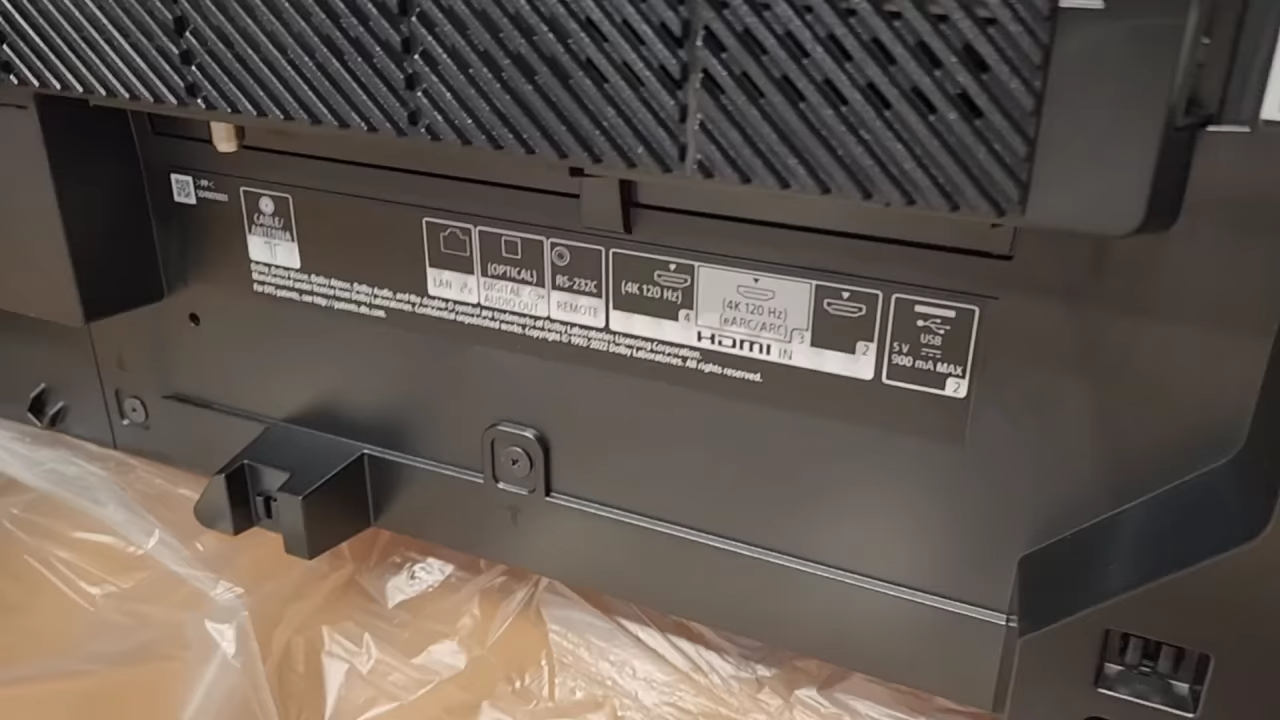 >PP<
CABLE/
ANTENNA
LAN
(OPTICAL)
DIGITAL
AUDIO OUT
RS-232C
REMOTE
(4K 120 Hz)
4
(4K 120 Hz)
(eARC/ARC)
3
2
HDMI IN
USB
5 V
900 mA MAX
2
Dolby, Dolby Vision, Dolby Atmos, Dolby Audio, and the double-D symbol are trademarks of Dolby Laboratories Licensing Corporation.
Manufactured under license from Dolby Laboratories. Confidential unpublished works. Copyright © 1992-2022 Dolby Laboratories. All rights reserved.
For DTS patents, see http://patents.dts.com.